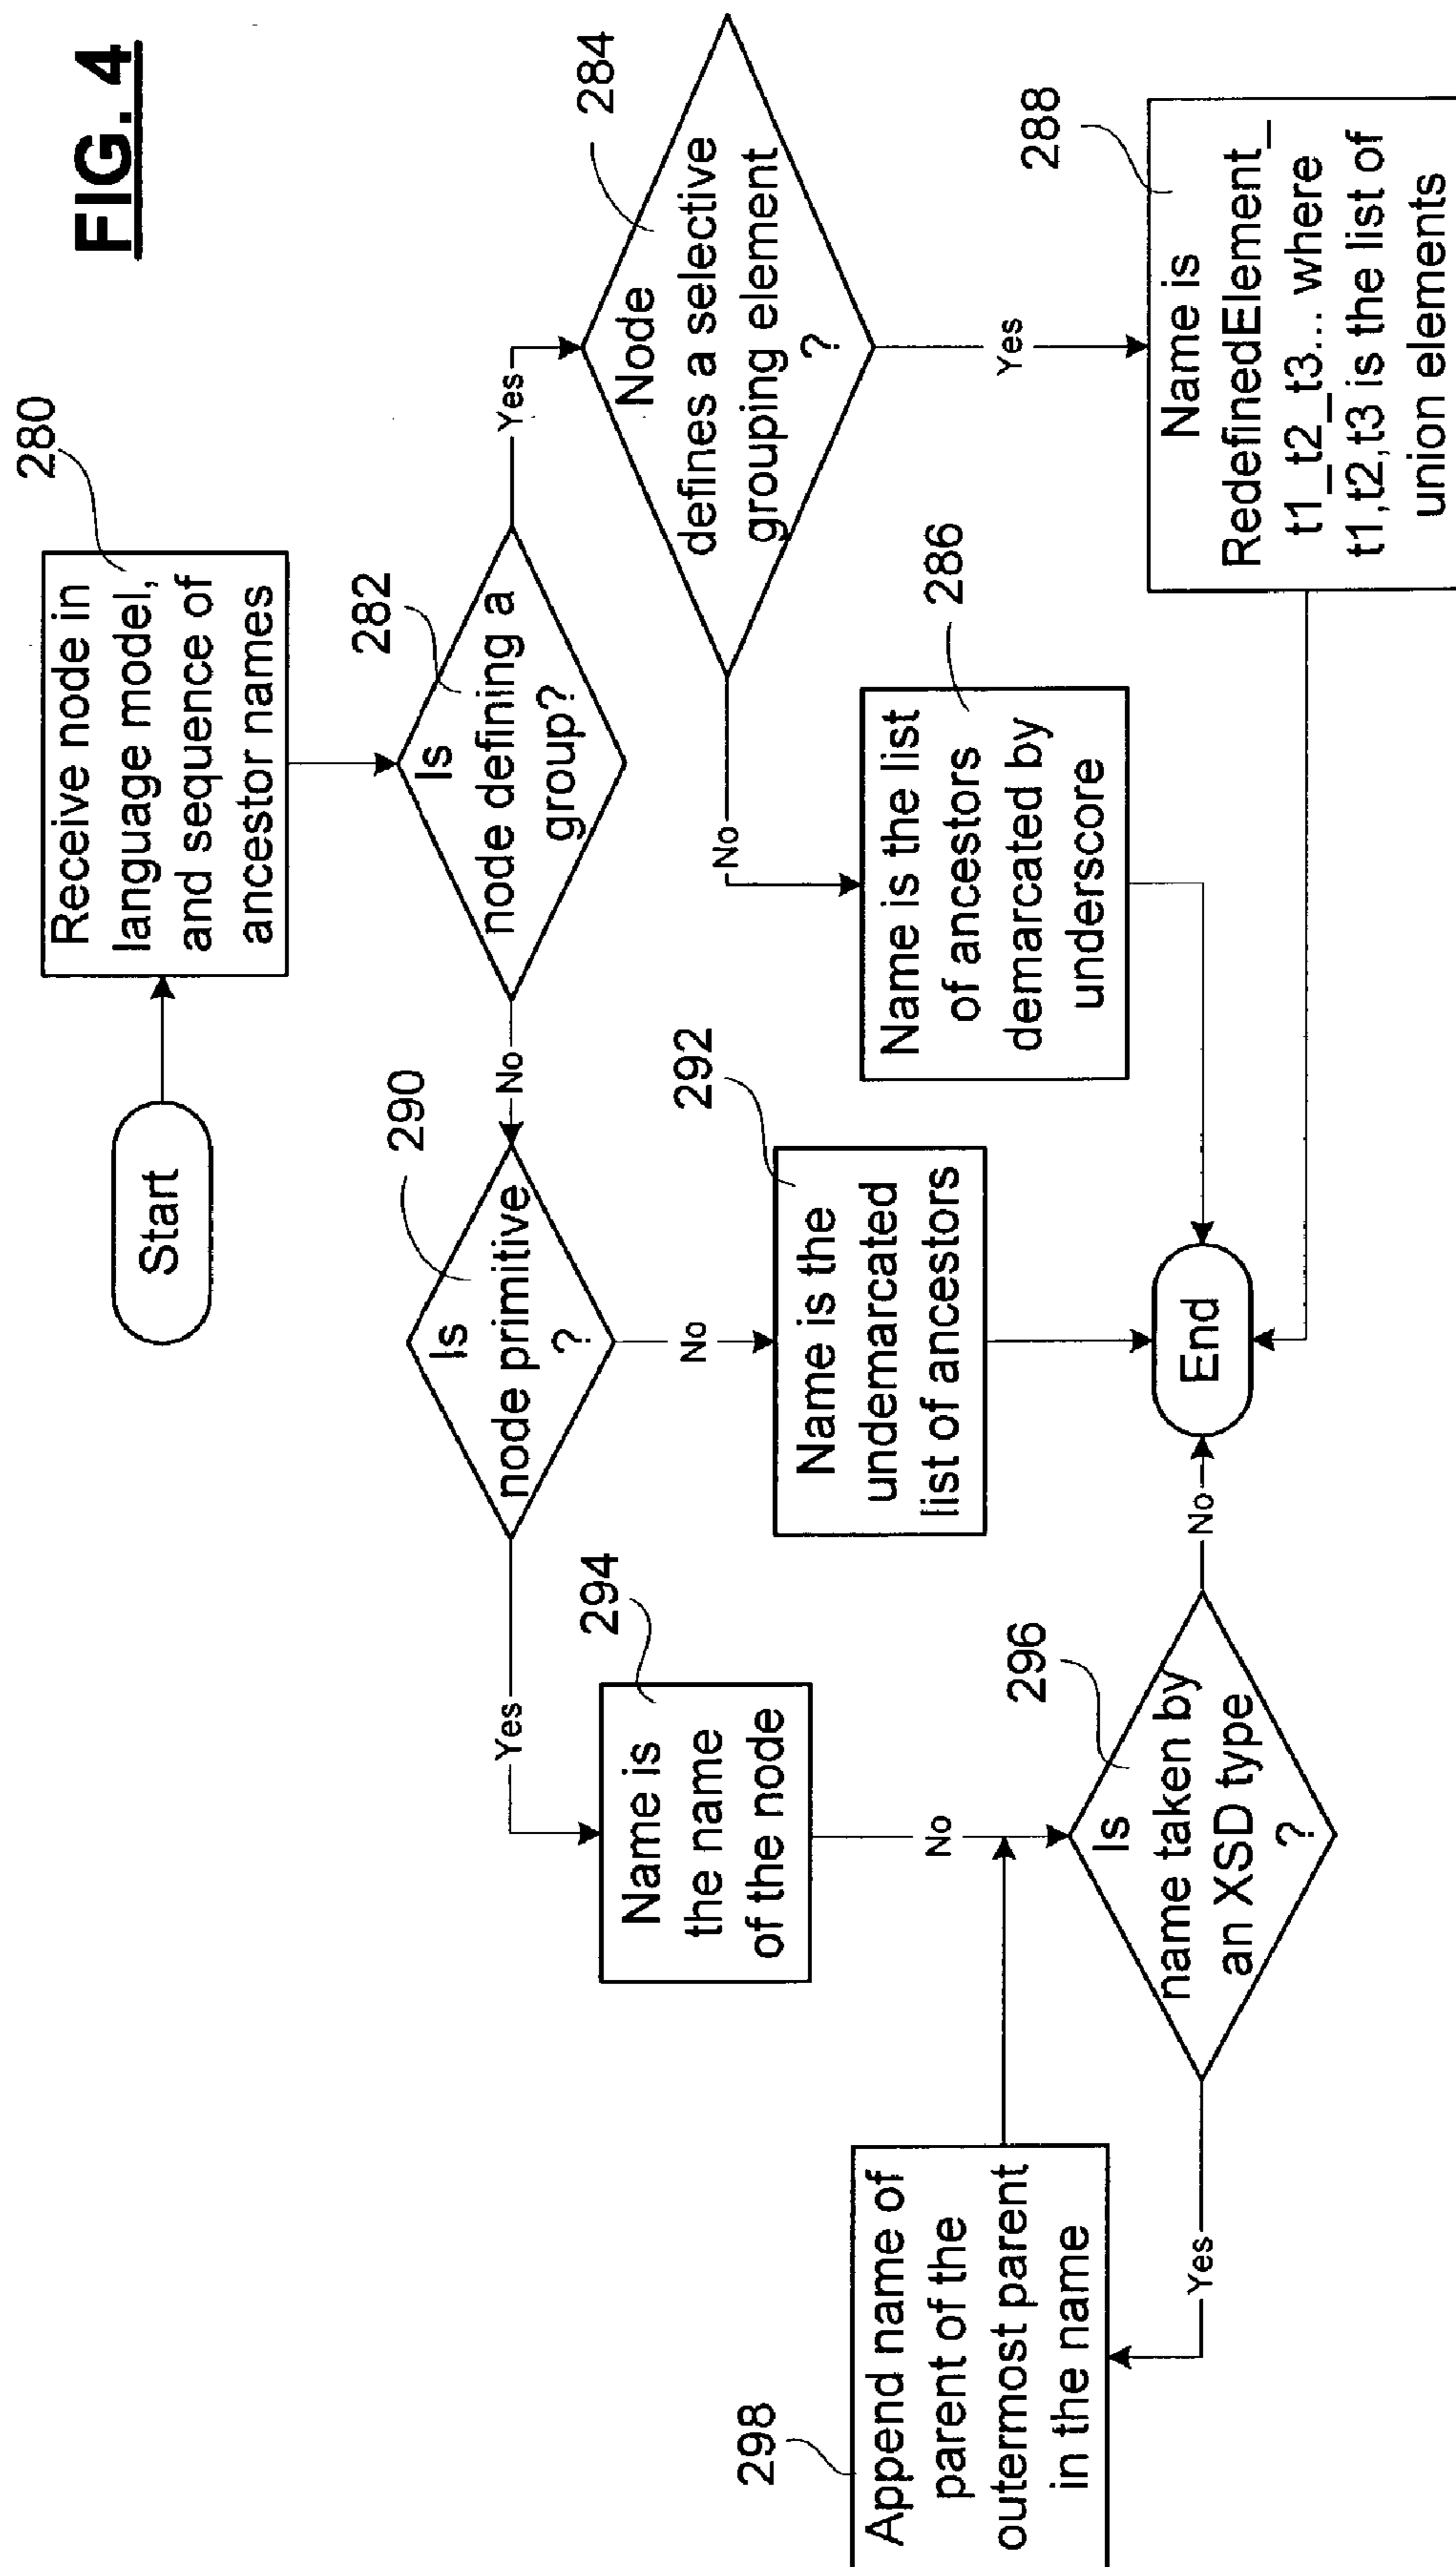 FIG. 4
Start
280
Receive node in
language model,
and sequence of
ancestor names
282
Is
node defining a
group?
Yes
284
Node
defines a selective
grouping element
?
Yes
288
Name is
RedefinedElement_
t1_t2_t3... where
t1,t2,t3 is the list of
union elements
No
286
Name is the list
of ancestors
demarcated by
underscore
No
290
Is
node primitive
?
No
292
Name is the
undemarcated
list of ancestors
Yes
294
Name is
the name
of the node
No
296
Is
name taken by
an XSD type
?
No
End
Yes
298
Append name of
parent of the
outermost parent
in the name